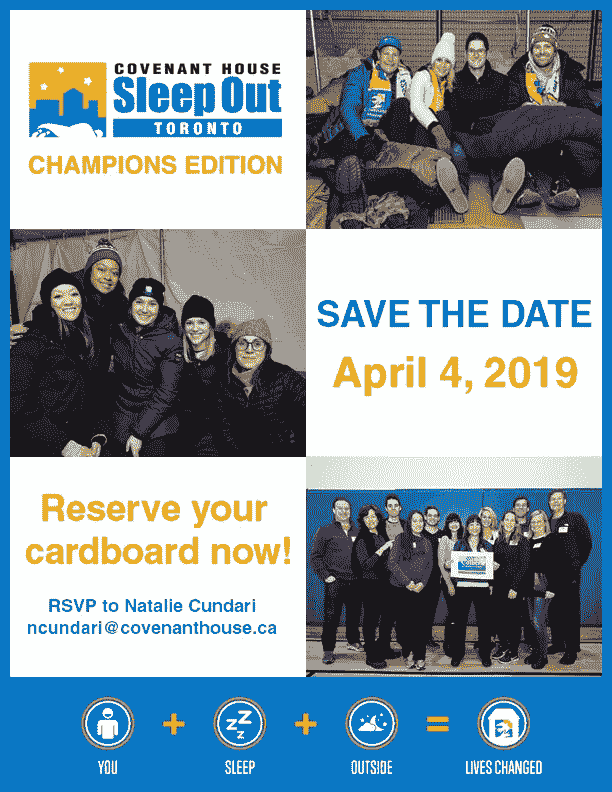 COVENANT HOUSE
Sleep Out
TORONTO
CHAMPIONS EDITION
SAVE THE DATE
April 4, 2019
Reserve your
cardboard now!
RSVP to Natalie Cundari
ncundari@covenanthouse.ca
YOU + SLEEP + OUTSIDE = LIVES CHANGED